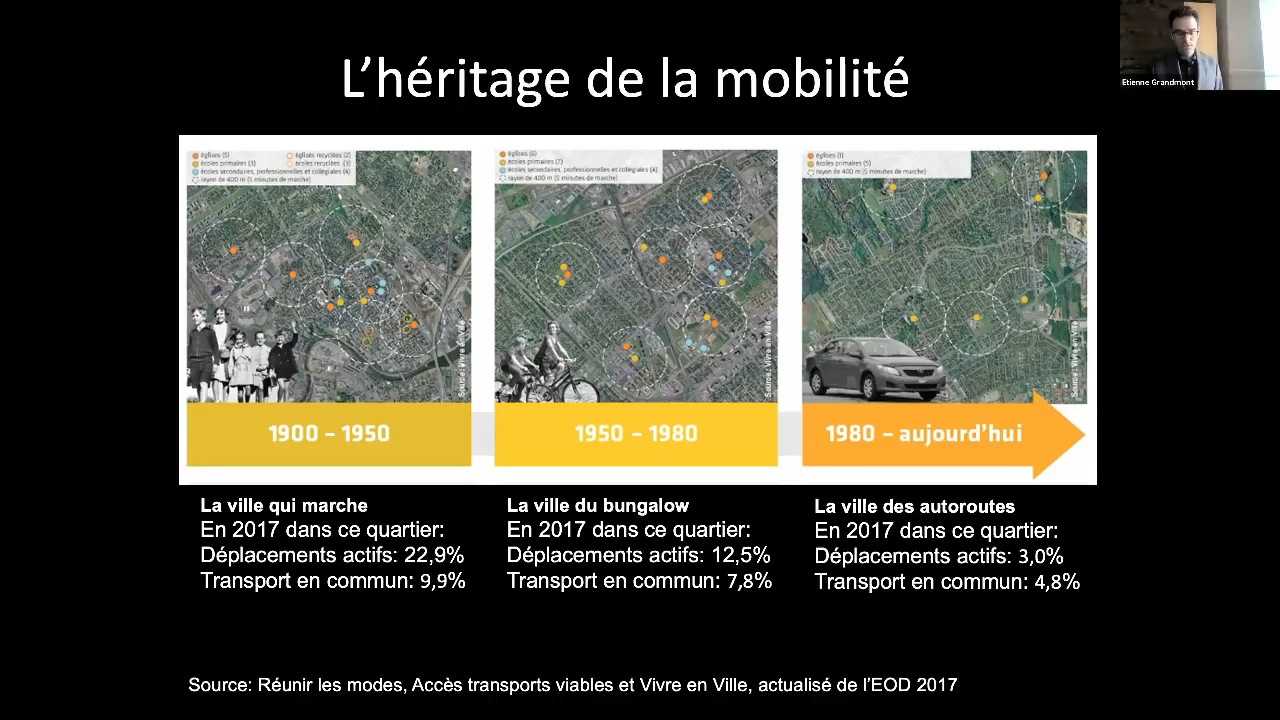 L'héritage de la mobilité
Etienne Grandmont
églises (5)
églises recyclées (2)
écoles primaires (3)
écoles recyclées (3)
écoles secondaires, professionnelles et collégiales (4)
rayon de 400 m (5 minutes de marche)
églises (6)
écoles primaires (7)
écoles secondaires, professionnelles et collégiales (4)
rayon de 400 m (5 minutes de marche)
églises (1)
écoles primaires (5)
rayon de 400 m (5 minutes de marche)
Source: Vivre en Ville
Source: Vivre en Ville
Source: Vivre en Ville
1900 – 1950
1950 – 1980
1980 – aujourd'hui
La ville qui marche
En 2017 dans ce quartier:
Déplacements actifs: 22,9%
Transport en commun: 9,9%
La ville du bungalow
En 2017 dans ce quartier:
Déplacements actifs: 12,5%
Transport en commun: 7,8%
La ville des autoroutes
En 2017 dans ce quartier:
Déplacements actifs: 3,0%
Transport en commun: 4,8%
Source: Réunir les modes, Accès transports viables et Vivre en Ville, actualisé de l'EOD 2017